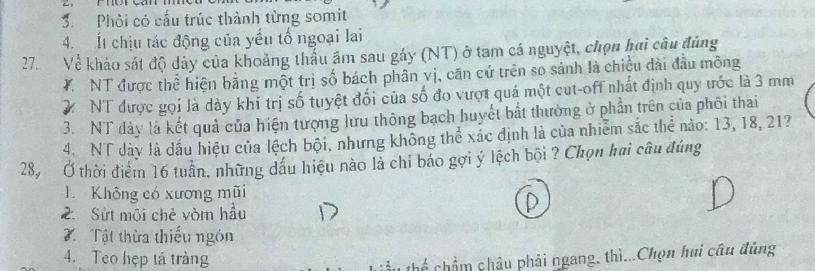 3. Phôi có cấu trúc thành từng somit
4. Ít chịu tác động của yếu tố ngoại lai
27. Về khảo sát độ dày của khoảng thấu âm sau gáy (NT) ở tam cá nguyệt, chọn hai câu đúng
1. NT được thể hiện bằng một trị số bách phân vị, căn cứ trên so sánh là chiều dài đầu mông
2. NT được gọi là dày khi trị số tuyệt đối của số đo vượt quá một cut-off nhất định quy ước là 3 mm
3. NT dày là kết quả của hiện tượng lưu thông bạch huyết bất thường ở phần trên của phôi thai
4. NT dày là dấu hiệu của lệch bội, nhưng không thể xác định là của nhiễm sắc thể nào: 13, 18, 21?
28, Ở thời điểm 16 tuần, những dấu hiệu nào là chỉ báo gợi ý lệch bội ? Chọn hai câu đúng
1. Không có xương mũi
2. Sứt môi chẻ vòm hầu D D D
3. Tật thừa thiếu ngón
4. Teo hẹp tá tràng
thế chẩm chậu phải ngang, thì...Chọn hai câu đúng